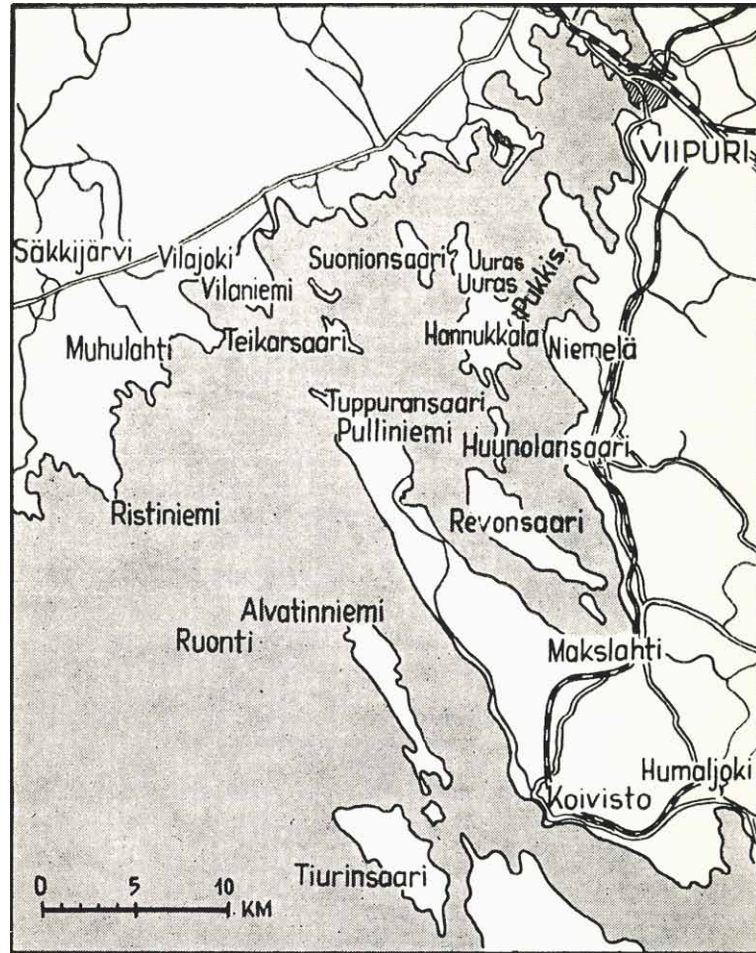 VIIPURI
Säkkijärvi
Vilajoki
Suonionsaari?
Uuras
Uuras
Pukkis
Vilaniemi
Muhulahti
Teikarsaari
Hannukkala
Niemelä
Tuppuransaari
Pulliniemi
Huunolansaari
Ristiniemi
Revonsaari
Alvatinniemi
Ruonti
Makslahti
Humaljoki
Koivisto
Tiurinsaari
0 5 10
KM